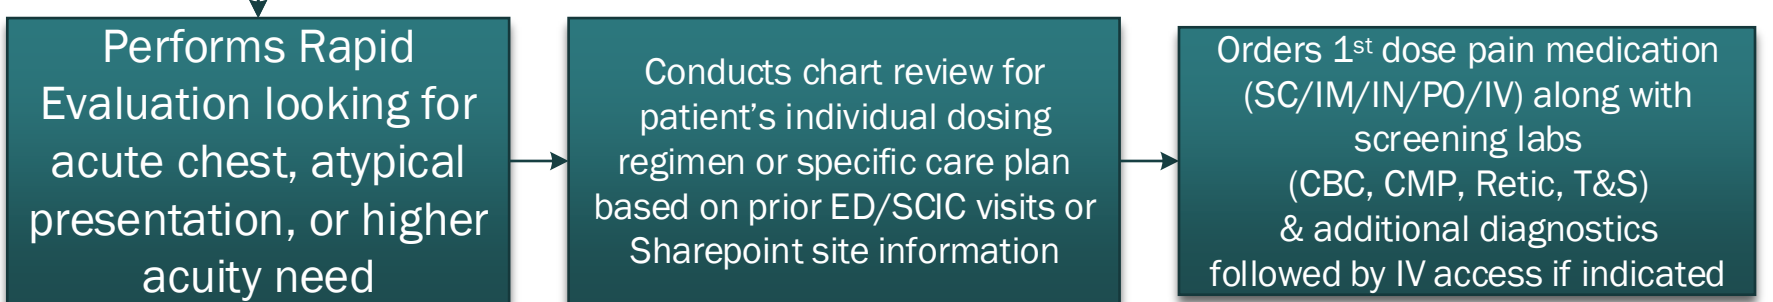 Performs Rapid
Evaluation looking for
acute chest, atypical
presentation, or higher
acuity need
Conducts chart review for
patient's individual dosing
regimen or specific care plan
based on prior ED/SCIC visits or
Sharepoint site information
Orders 1st dose pain medication
(SC/IM/IN/PO/IV) along with
screening labs
(CBC, CMP, Retic, T&S)
& additional diagnostics
followed by IV access if indicated